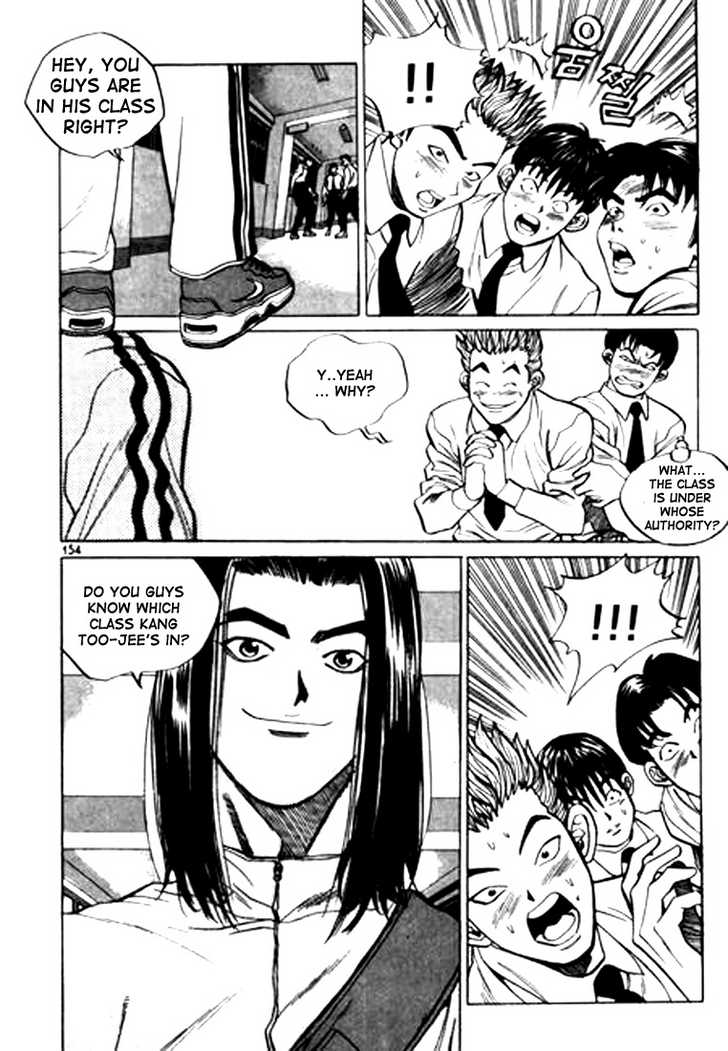 HEY, YOU
GUYS ARE
IN HIS CLASS
RIGHT?
!!
움찔
Y..YEAH
... WHY?
WHAT...
THE CLASS
IS UNDER
WHOSE
AUTHORITY?
154
DO YOU GUYS
KNOW WHICH
CLASS KANG
TOO-JEE'S IN?
!!!